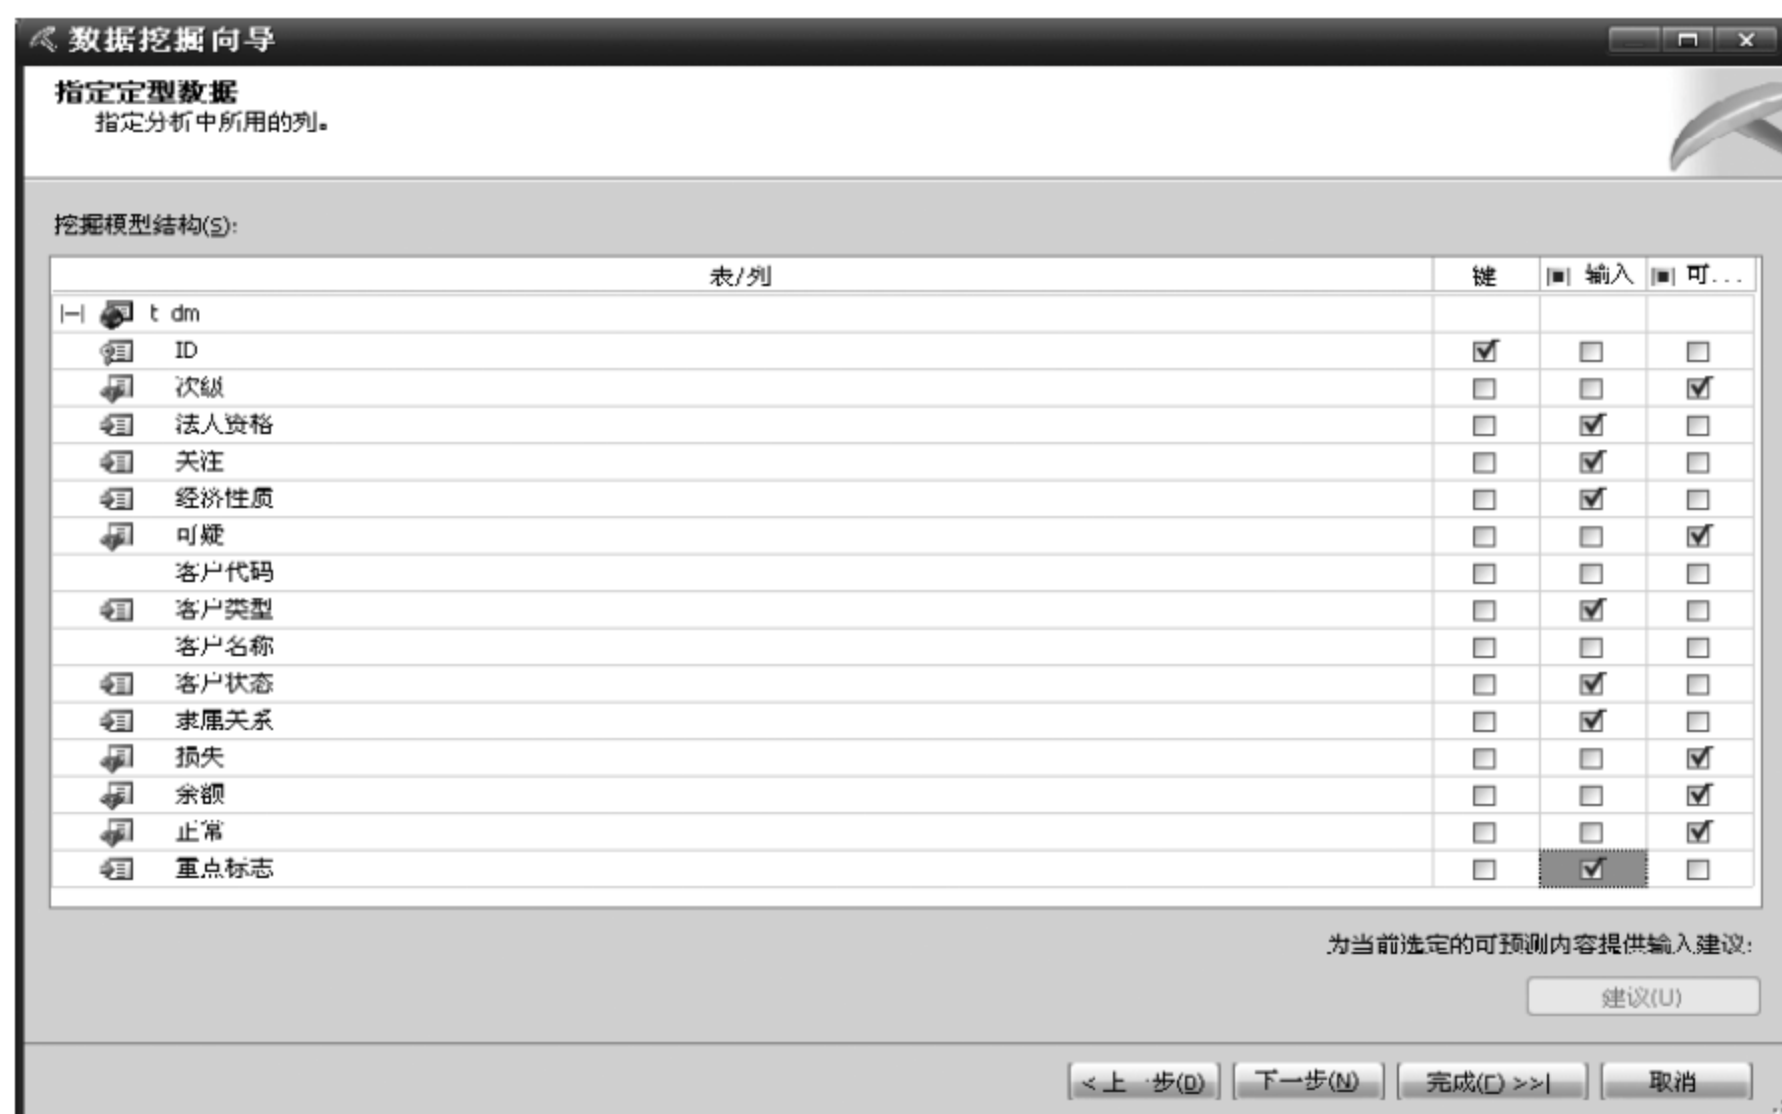 数据挖掘向导
指定定型数据
指定分析中所用的列。
挖掘模型结构(S):
表/列 键 输入 可...
t dm
ID
次级
法人资格
关注
经济性质
可疑
客户代码
客户类型
客户名称
客户状态
隶属关系
损失
余额
正常
重点标志
为当前选定的可预测内容提供输入建议:
建议(U)
<上一步(D) 下一步(N) 完成(F) >>| 取消